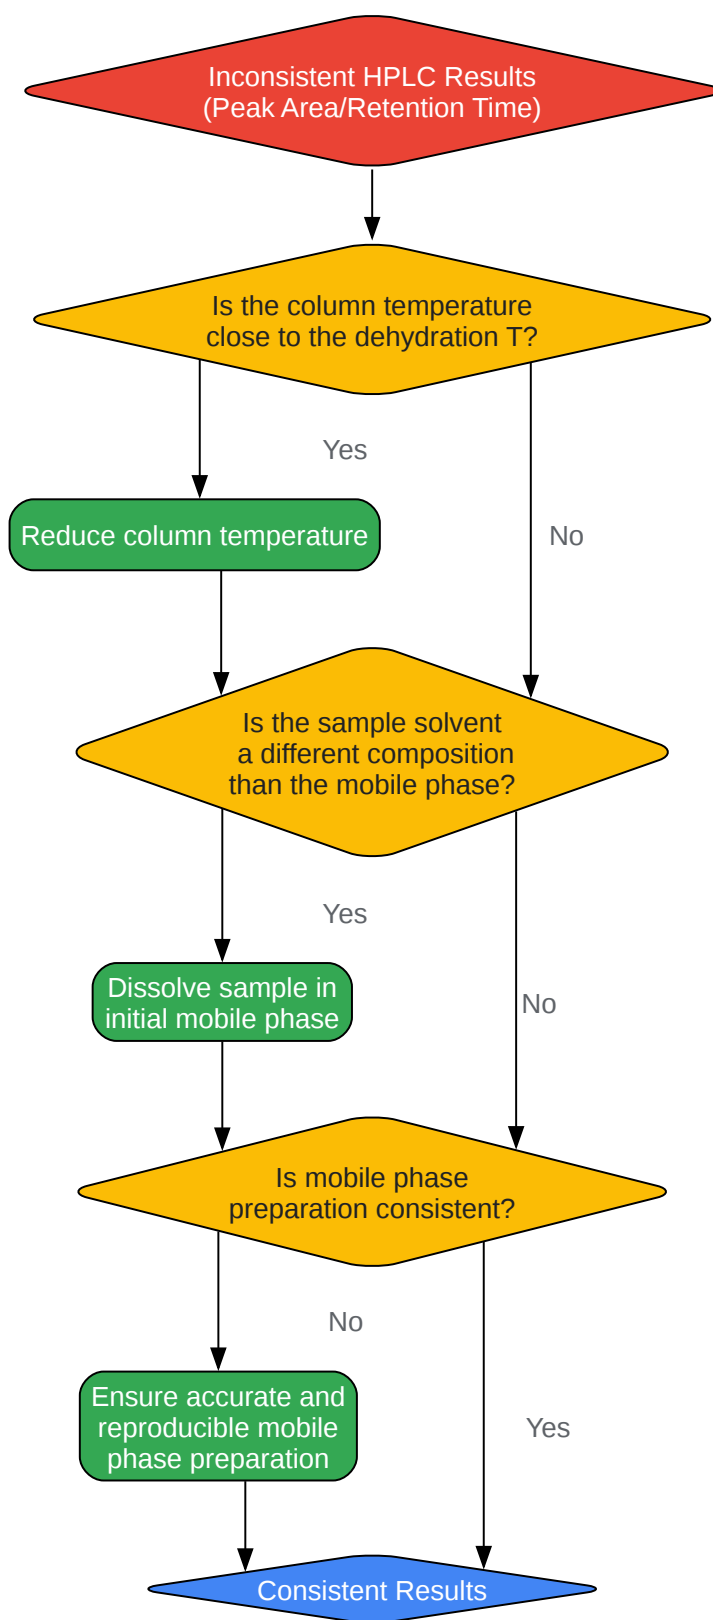 Inconsistent HPLC Results
(Peak Area/Retention Time)
Is the column temperature
close to the dehydration T?
Yes
Reduce column temperature
No
Is the sample solvent
a different composition
than the mobile phase?
Yes
Dissolve sample in
initial mobile phase
No
Is mobile phase
preparation consistent?
No
Ensure accurate and
reproducible mobile
phase preparation
Yes
Consistent Results